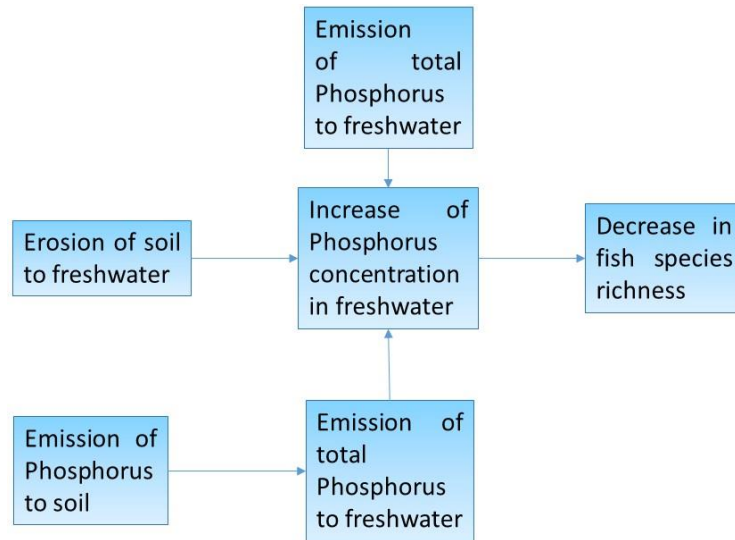 Emission
of total
Phosphorus
to freshwater
Erosion of soil
to freshwater
Increase of
Phosphorus
concentration
in freshwater
Decrease in
fish species
richness
Emission of
Phosphorus
to soil
Emission of
total
Phosphorus
to freshwater